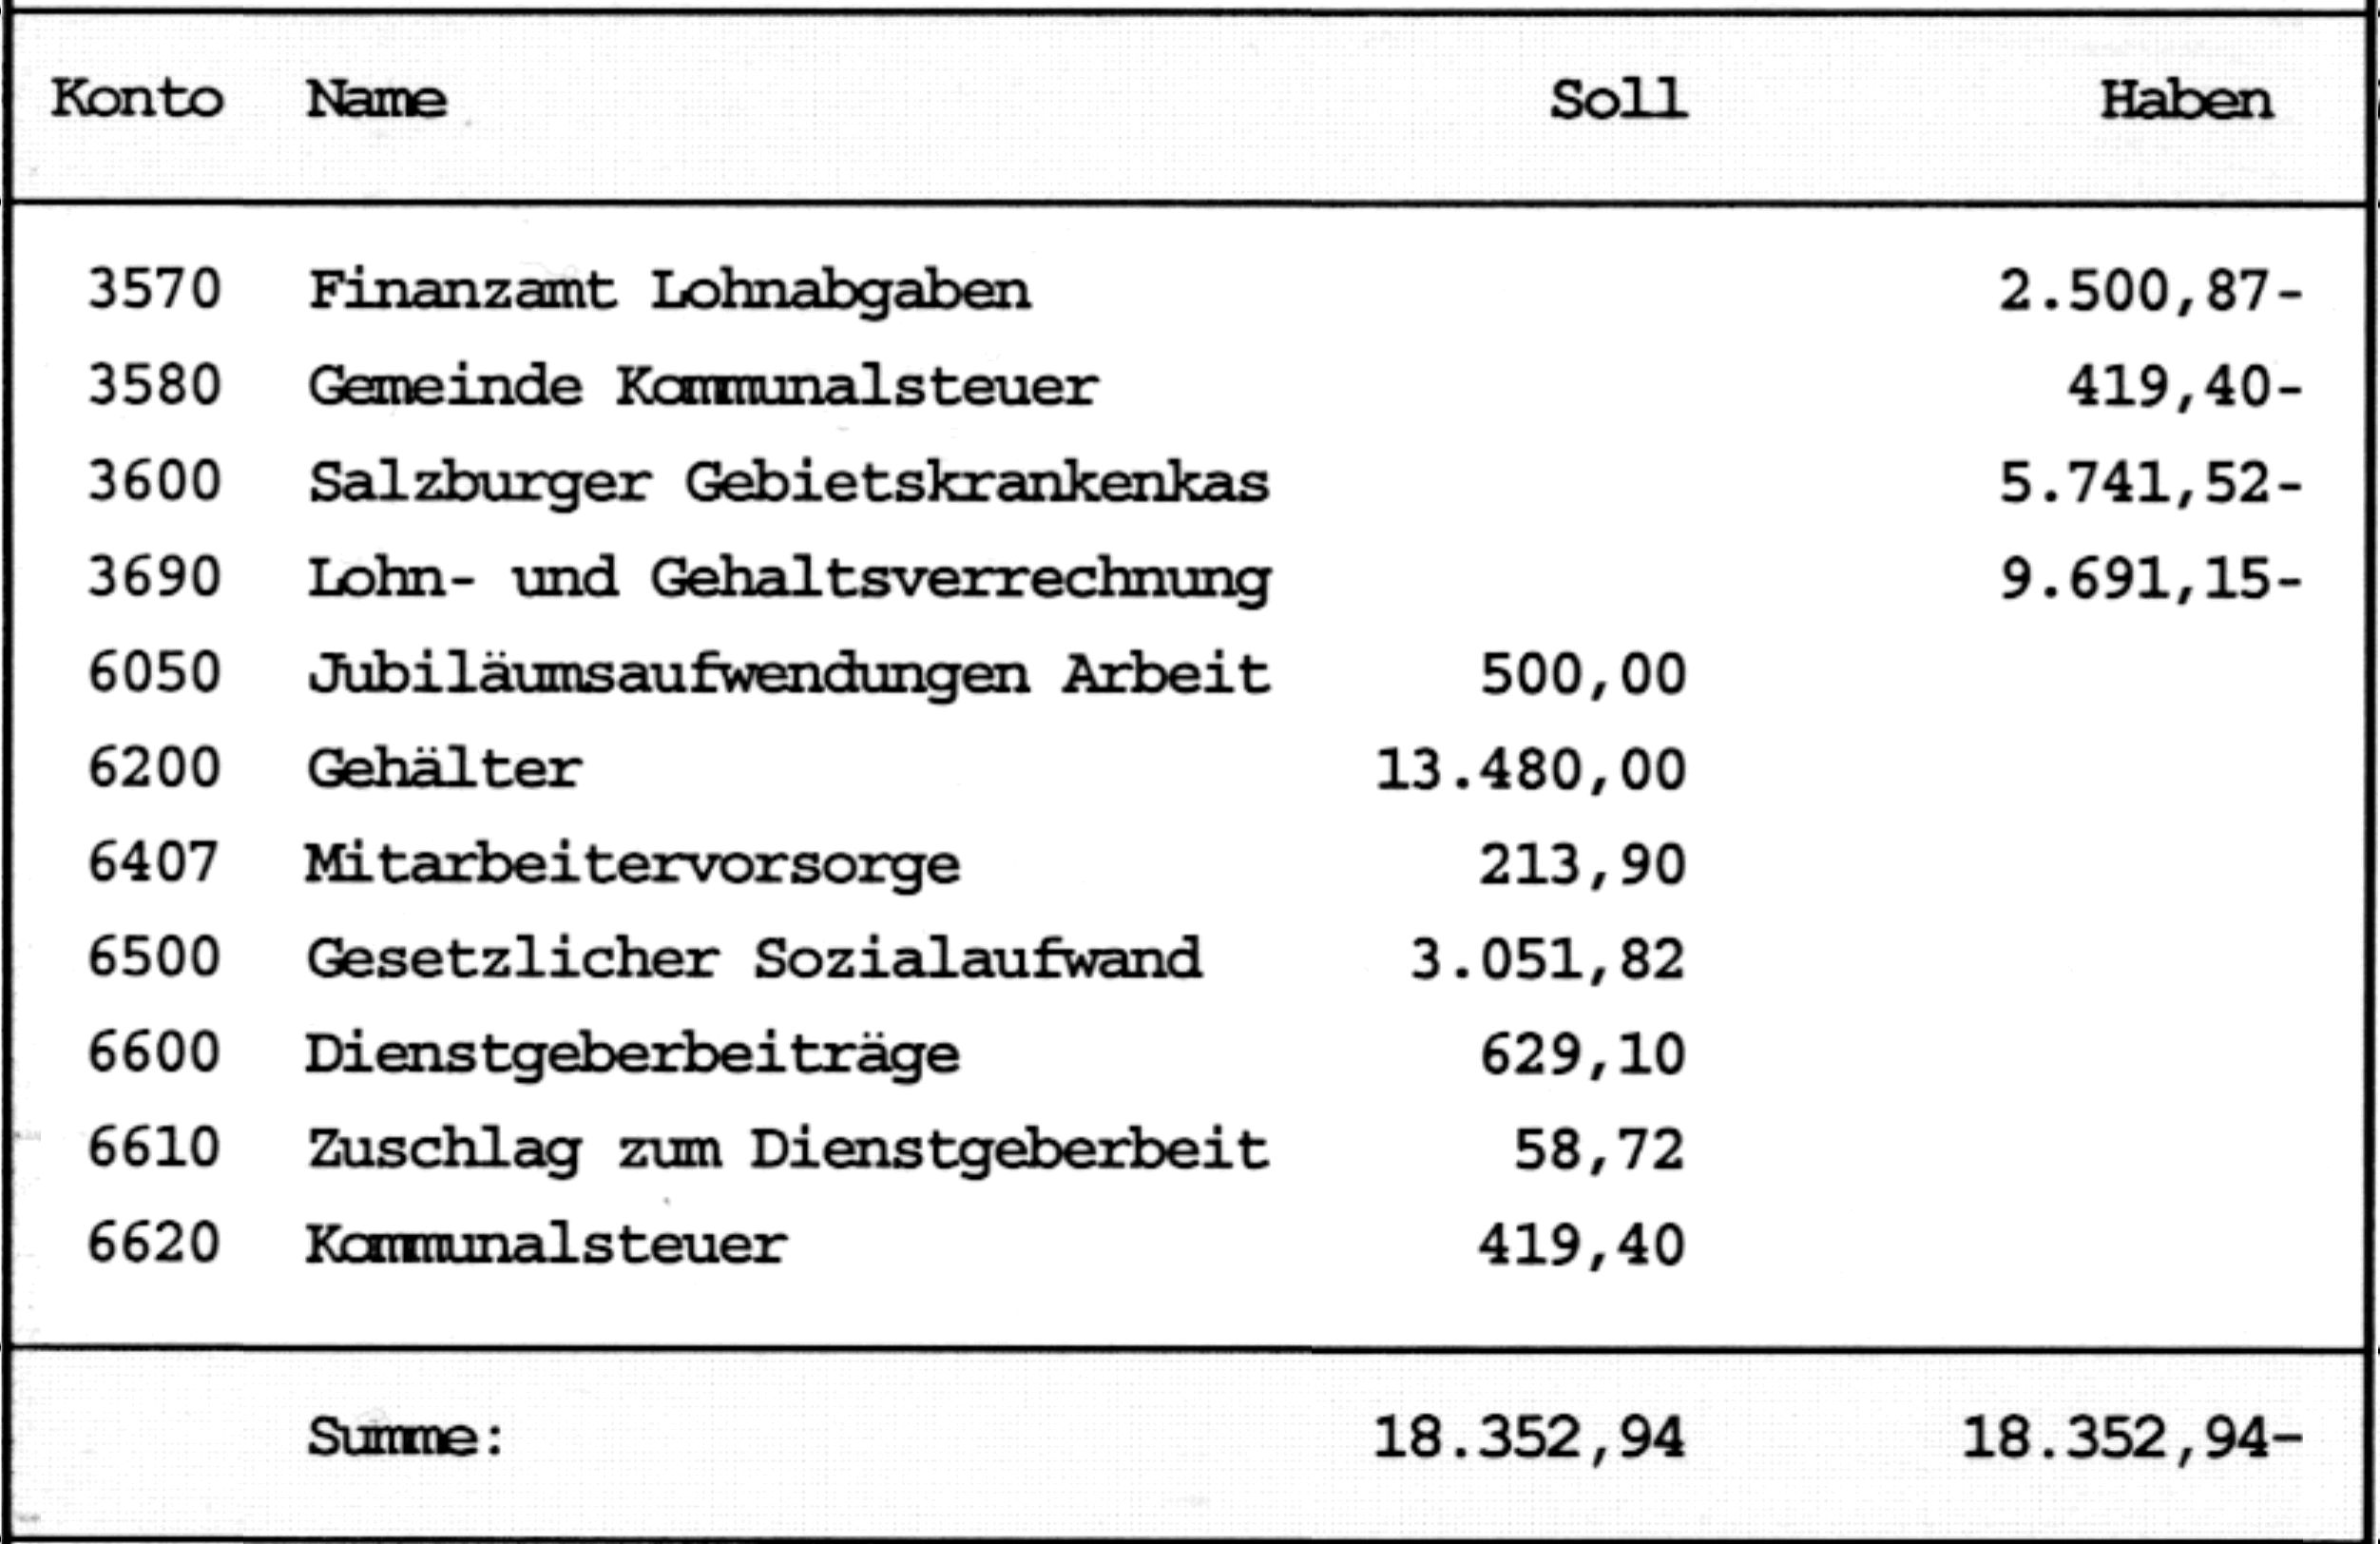 Konto Name Soll Haben
3570 Finanzamt Lohnabgaben 2.500,87-
3580 Gemeinde Kommunalsteuer 419,40-
3600 Salzburger Gebietskrankenkas 5.741,52-
3690 Lohn- und Gehaltsverrechnung 9.691,15-
6050 Jubiläumsaufwendungen Arbeit 500,00
6200 Gehälter 13.480,00
6407 Mitarbeitervorsorge 213,90
6500 Gesetzlicher Sozialaufwand 3.051,82
6600 Dienstgeberbeiträge 629,10
6610 Zuschlag zum Dienstgeberbeit 58,72
6620 Kommunalsteuer 419,40
Summe: 18.352,94 18.352,94-